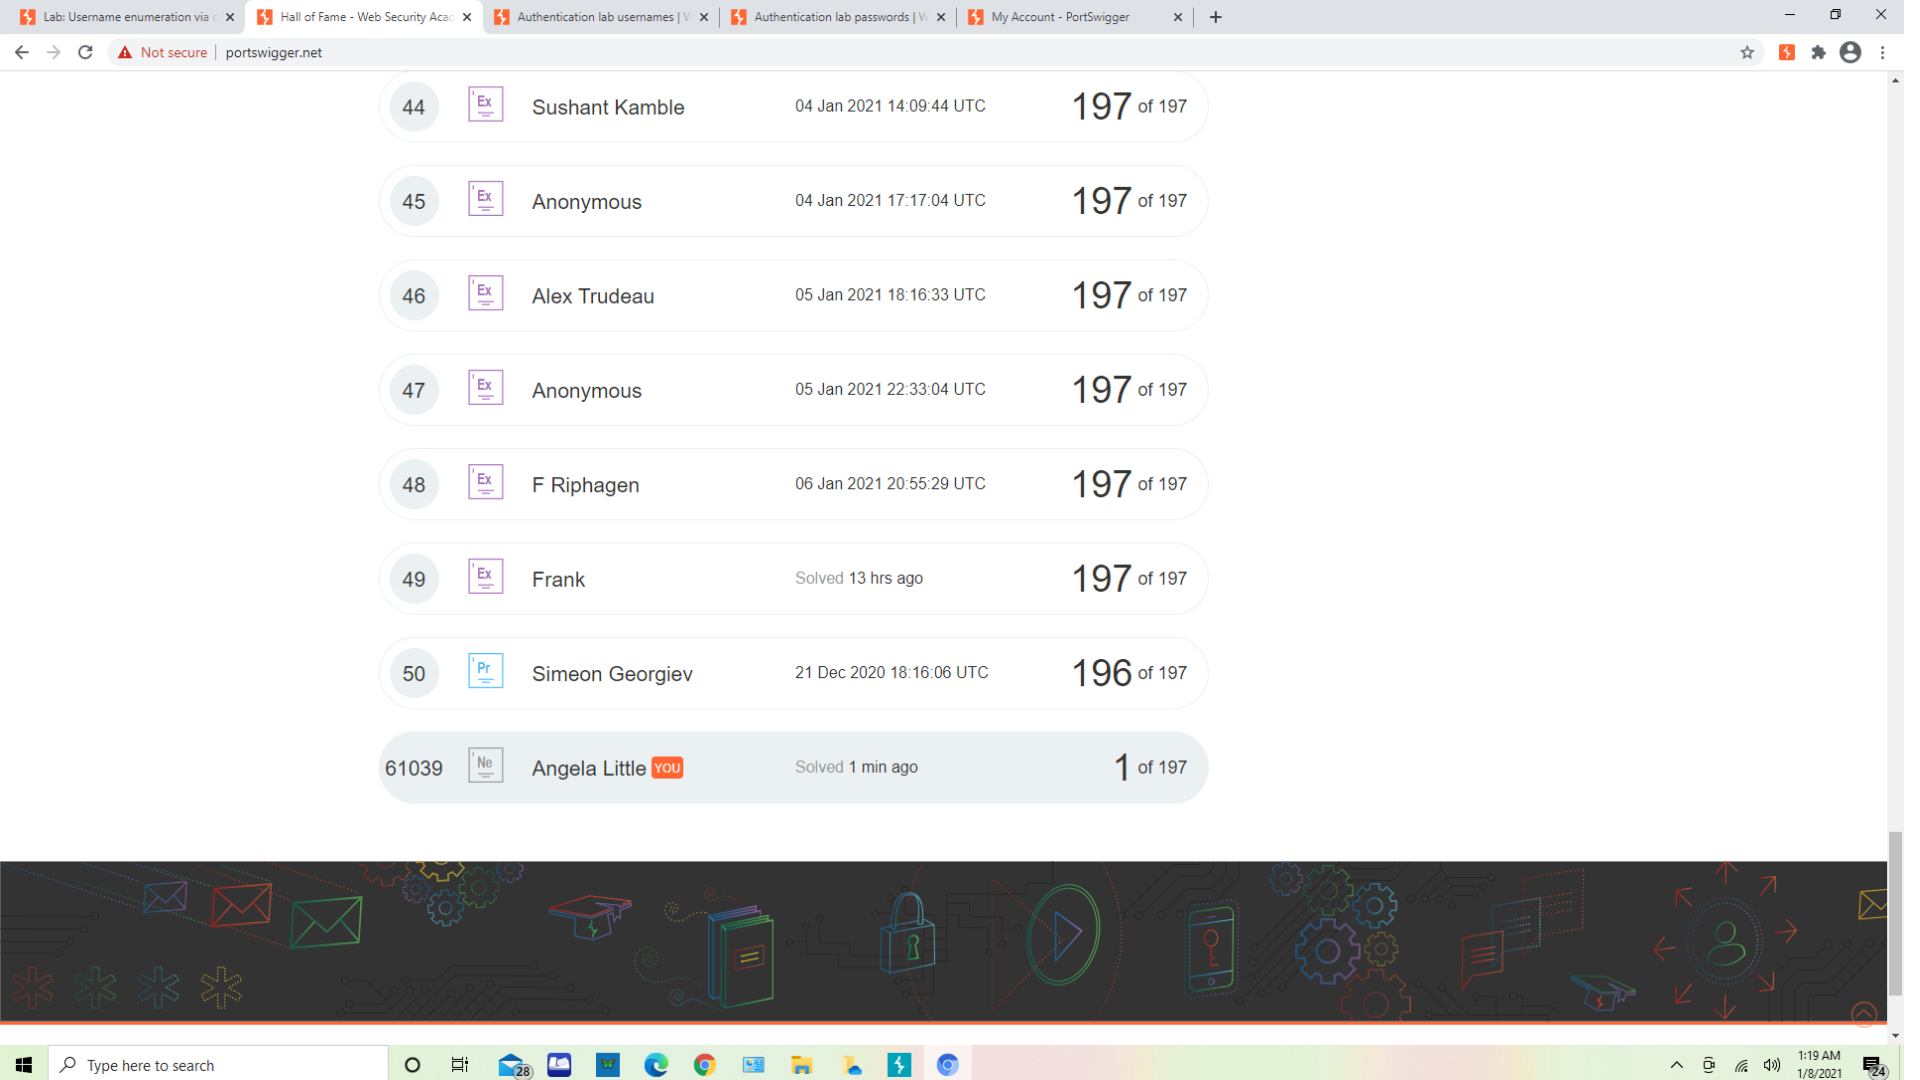 Lab: Username enumeration via
Hall of Fame - Web Security Acad
Authentication lab usernames | W
Authentication lab passwords | W
My Account - PortSwigger
Not secure
portswigger.net
44 Ex Sushant Kamble 04 Jan 2021 14:09:44 UTC 197 of 197
45 Ex Anonymous 04 Jan 2021 17:17:04 UTC 197 of 197
46 Ex Alex Trudeau 05 Jan 2021 18:16:33 UTC 197 of 197
47 Ex Anonymous 05 Jan 2021 22:33:04 UTC 197 of 197
48 Ex F Riphagen 06 Jan 2021 20:55:29 UTC 197 of 197
49 Ex Frank Solved 13 hrs ago 197 of 197
50 Pr Simeon Georgiev 21 Dec 2020 18:16:06 UTC 196 of 197
61039 Ne Angela Little YOU Solved 1 min ago 1 of 197
Type here to search
28
1:19 AM
1/8/2021
24